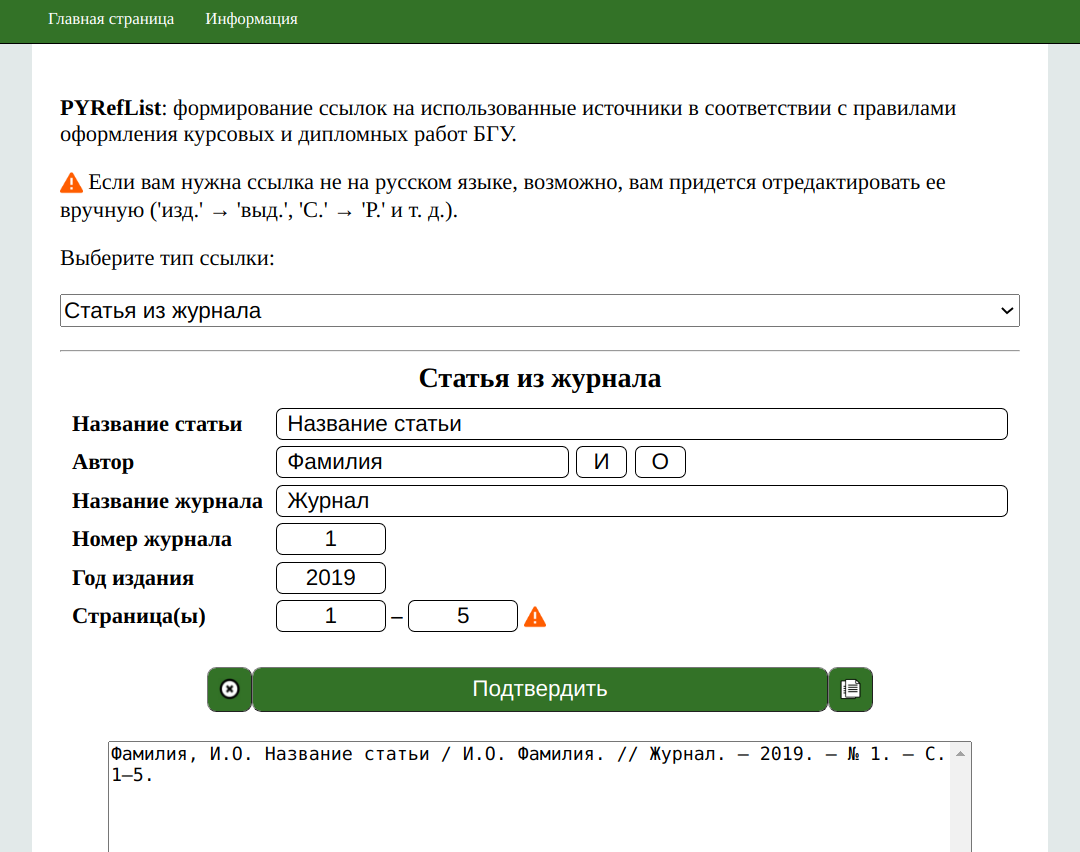 Главная страница Информация
PYRefList: формирование ссылок на использованные источники в соответствии с правилами
оформления курсовых и дипломных работ БГУ.
Если вам нужна ссылка не на русском языке, возможно, вам придется отредактировать ее
вручную ('изд.' → 'выд.', 'С.' → 'P.' и т. д.).
Выберите тип ссылки:
Статья из журнала
Статья из журнала
Название статьи Название статьи
Автор Фамилия И О
Название журнала Журнал
Номер журнала 1
Год издания 2019
Страница(ы) 1 – 5
Подтвердить
Фамилия, И.О. Название статьи / И.О. Фамилия. // Журнал. – 2019. – № 1. – С.
1–5.